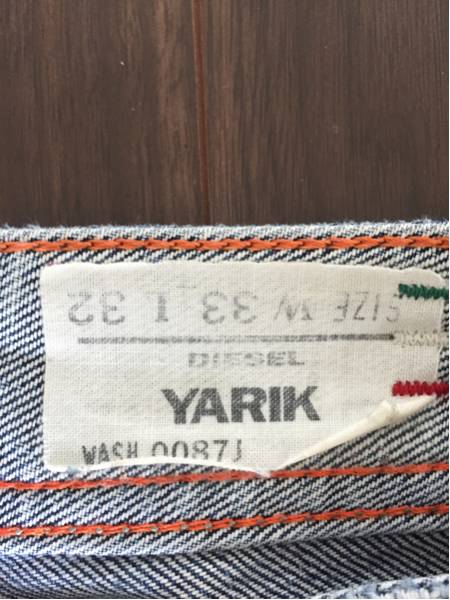 SIZE W 33 L 32
DIESEL
YARIK
WASH 0087J